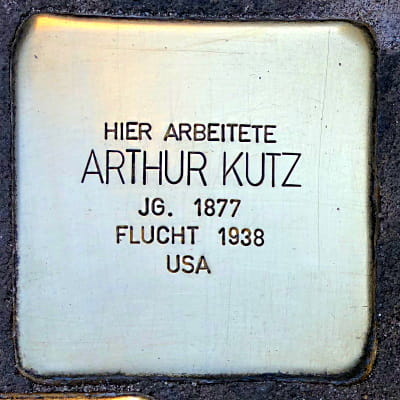 HIER ARBEITETE
ARTHUR KUTZ
JG. 1877
FLUCHT 1938
USA